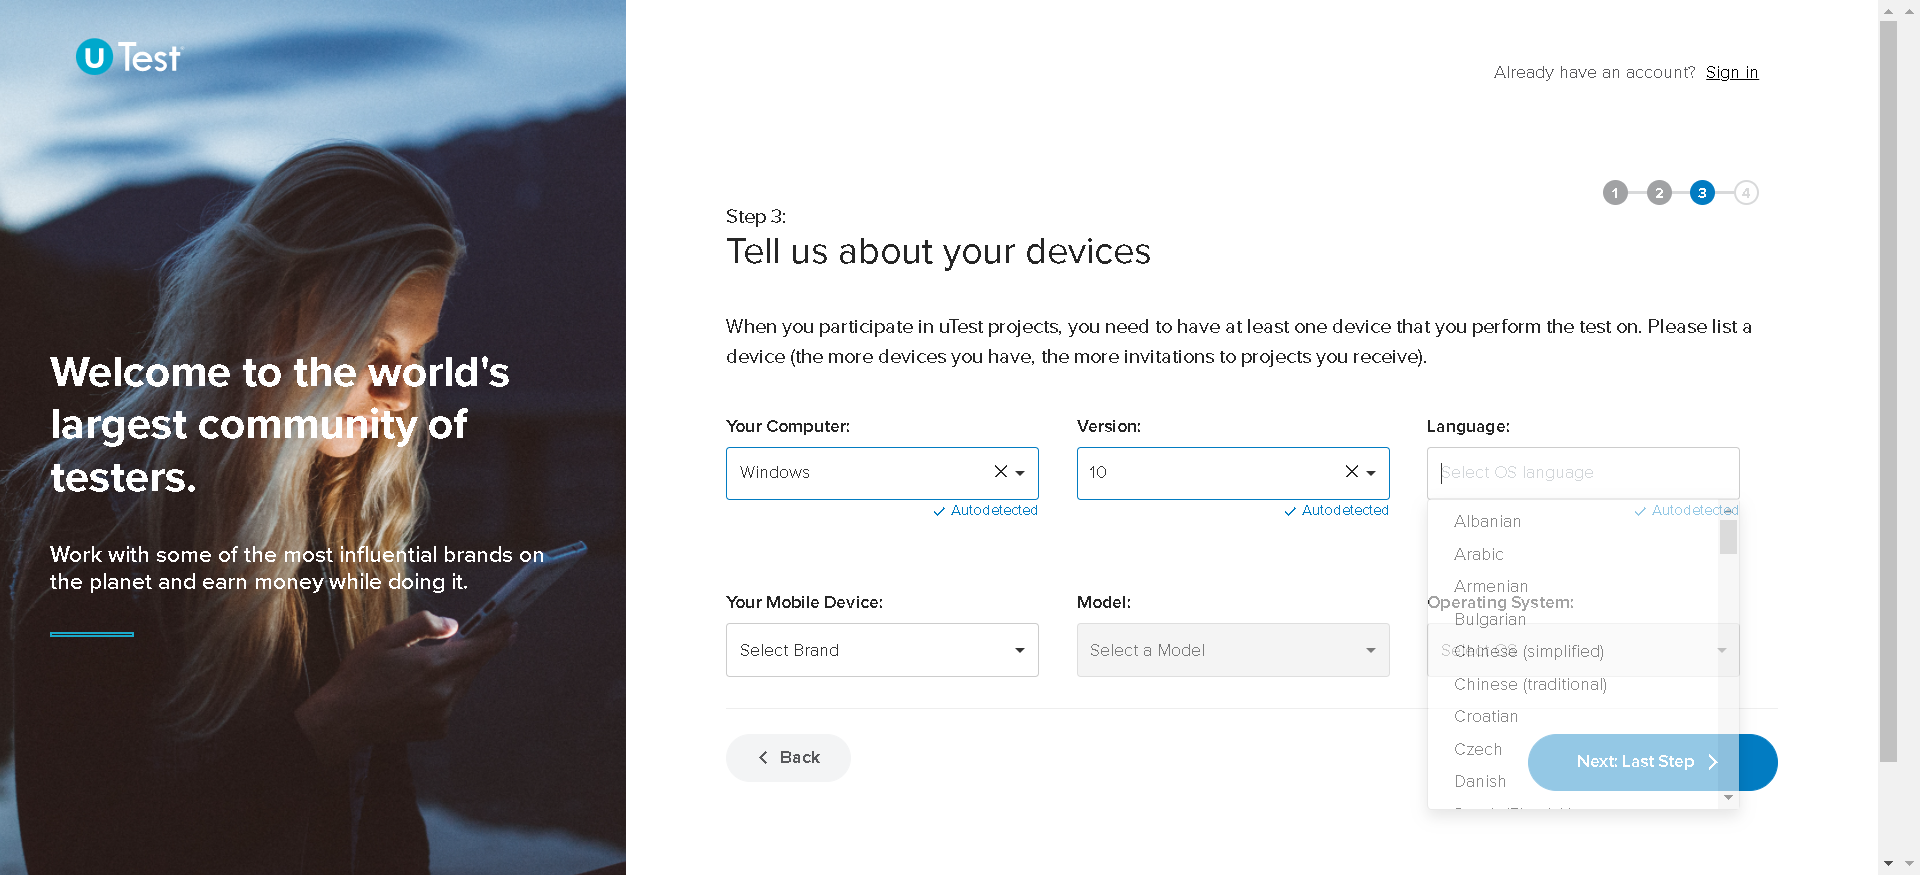 U Test
Already have an account? Sign in
1 2 3 4
Step 3:
Tell us about your devices
When you participate in uTest projects, you need to have at least one device that you perform the test on. Please list a
device (the more devices you have, the more invitations to projects you receive).
Welcome to the world's
largest community of
testers.
Work with some of the most influential brands on
the planet and earn money while doing it.
Your Computer: Version: Language:
Windows 10 Select OS language
Autodetected Autodetected Autodetected
Albanian
Arabic
Armenian
Your Mobile Device: Model: Operating System:
Bulgarian
Select Brand Select a Model Select OS
Chinese (simplified)
Chinese (traditional)
Croatian
Czech
Back Next: Last Step
Danish